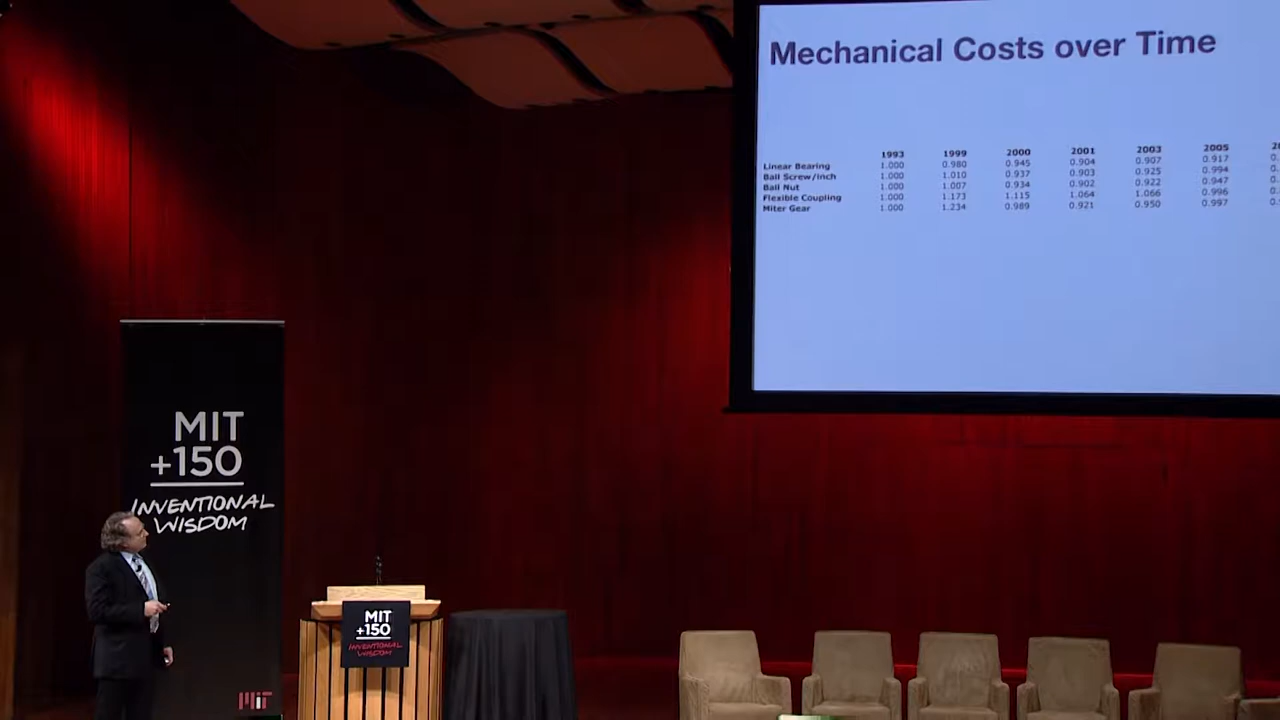 Mechanical Costs over Time
1993 1999 2000 2001 2003 2005
Linear Bearing 1.000 0.980 0.945 0.904 0.907 0.917
Ball Screw/inch 1.000 1.010 0.937 0.903 0.925 0.994
Ball Nut 1.000 1.007 0.934 0.902 0.922 0.947
Flexible Coupling 1.000 1.173 1.115 1.064 1.066 0.996
Miter Gear 1.000 1.234 0.989 0.921 0.950 0.997
MIT
+150
INVENTIONAL
WISDOM
MIT
+150
INVENTIONAL
WISDOM
MIT